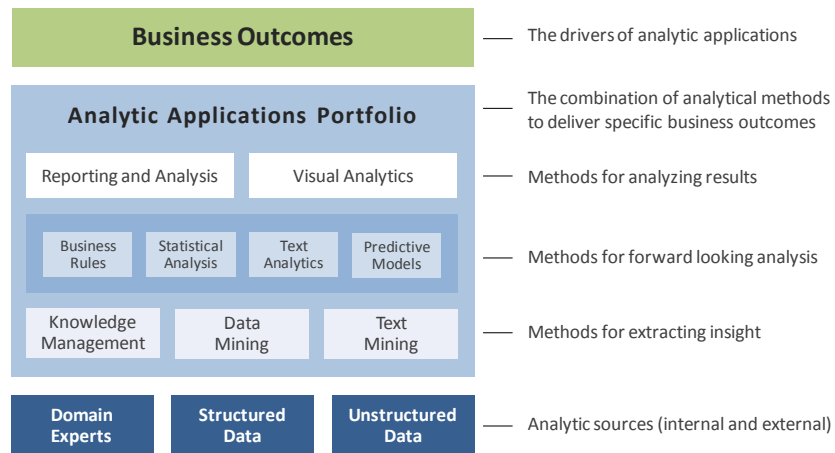 Business Outcomes
The drivers of analytic applications
Analytic Applications Portfolio
The combination of analytical methods
to deliver specific business outcomes
Reporting and Analysis
Visual Analytics
Methods for analyzing results
Business
Rules
Statistical
Analysis
Text
Analytics
Predictive
Models
Methods for forward looking analysis
Knowledge
Management
Data
Mining
Text
Mining
Methods for extracting insight
Domain
Experts
Structured
Data
Unstructured
Data
Analytic sources (internal and external)